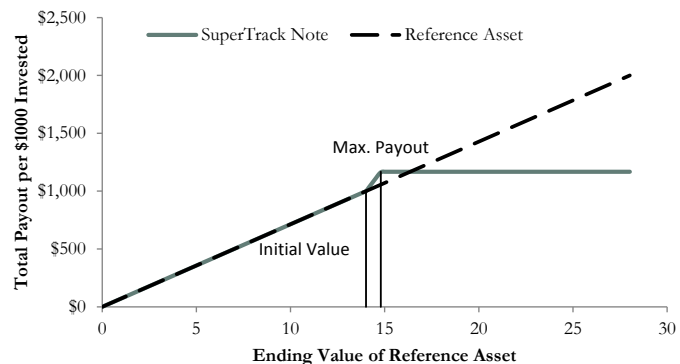 Total Payout per $1000 Invested
$2,500
$2,000
$1,500
$1,000
$500
$0
SuperTrack Note
Reference Asset
Max. Payout
Initial Value
0 5 10 15 20 25 30
Ending Value of Reference Asset